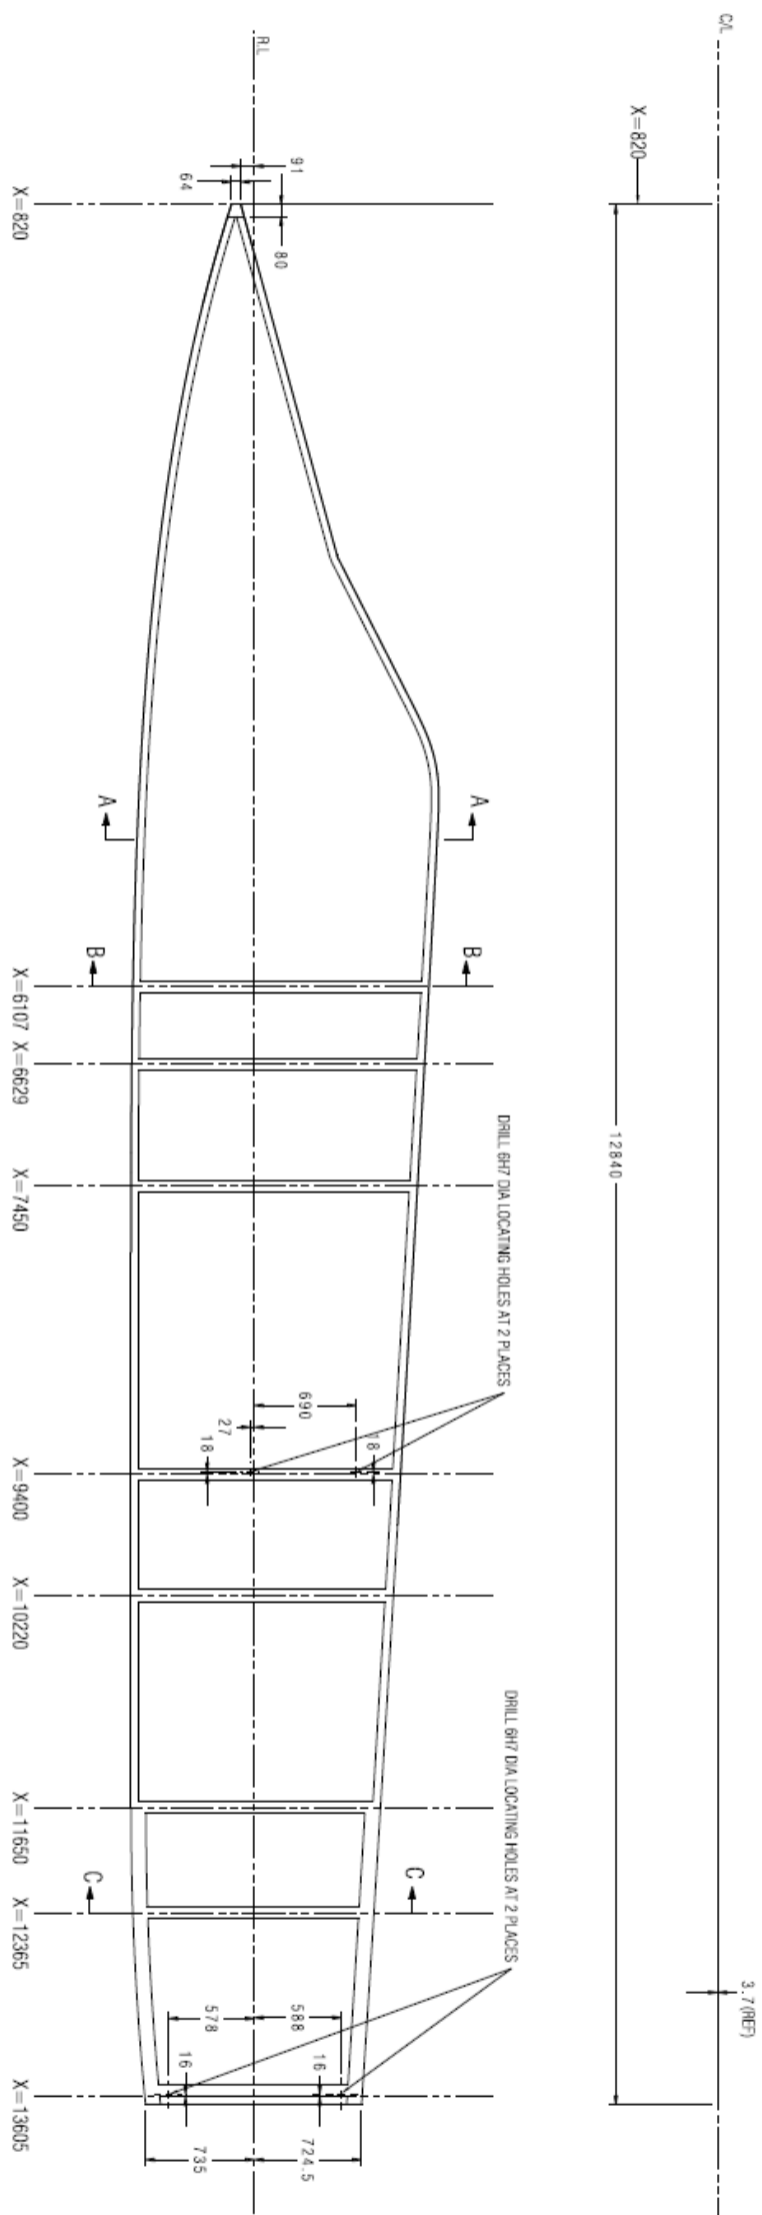 C/L
R.L
X=820
91
64
80
X=820
A
A
B
B
X=6107
X=6629
X=7450
DRILL 6H7 DIA LOCATING HOLES AT 2 PLACES
12840
690
27
18
18
X=9400
X=10220
DRILL 6H7 DIA LOCATING HOLES AT 2 PLACES
X=11650
C
C
X=12365
3.7(REF)
578
588
16
16
X=13605
735
724.5